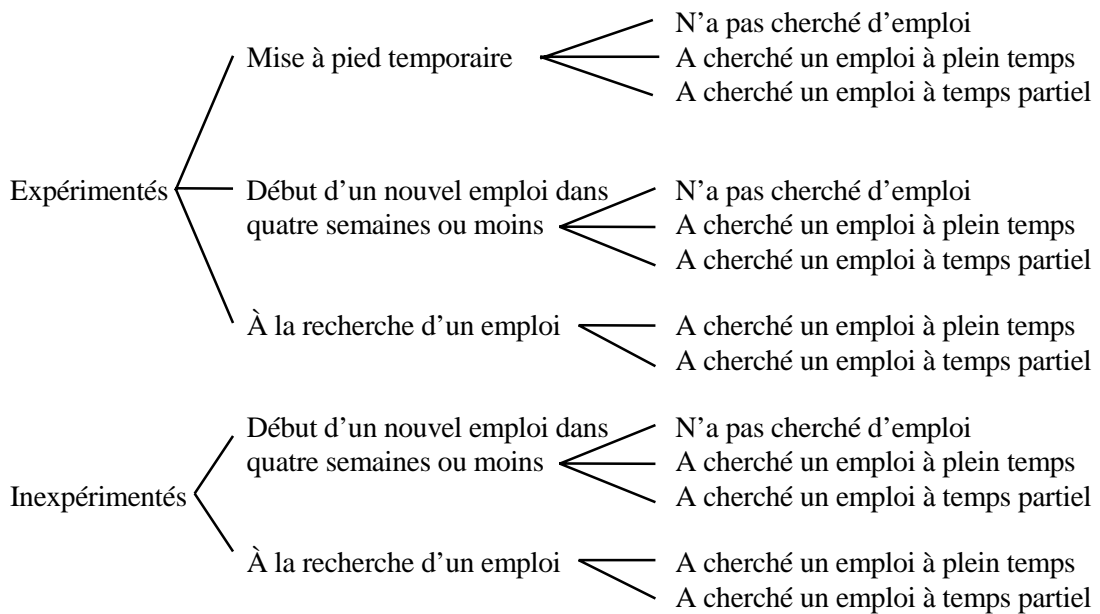 N'a pas cherché d'emploi
Mise à pied temporaire
A cherché un emploi à plein temps
A cherché un emploi à temps partiel
Expérimentés
Début d'un nouvel emploi dans
quatre semaines ou moins
N'a pas cherché d'emploi
A cherché un emploi à plein temps
A cherché un emploi à temps partiel
À la recherche d'un emploi
A cherché un emploi à plein temps
A cherché un emploi à temps partiel
Inexpérimentés
Début d'un nouvel emploi dans
quatre semaines ou moins
N'a pas cherché d'emploi
A cherché un emploi à plein temps
A cherché un emploi à temps partiel
À la recherche d'un emploi
A cherché un emploi à plein temps
A cherché un emploi à temps partiel